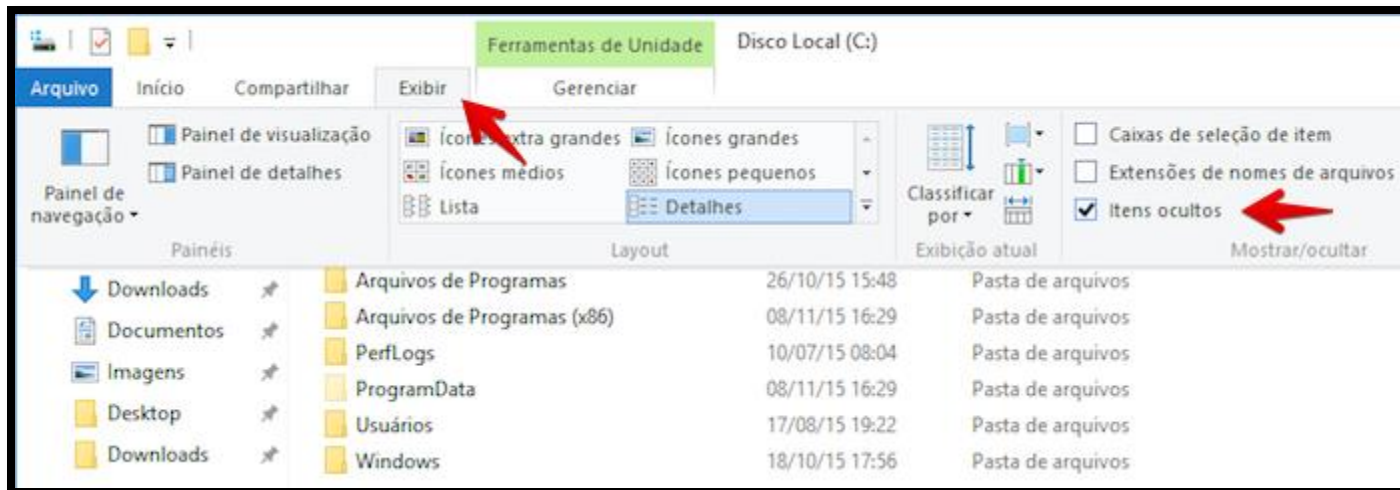 Ferramentas de Unidade Disco Local (C:)
Arquivo Início Compartilhar Exibir Gerenciar
Painel de navegação
Painel de visualização
Painel de detalhes
Painéis
Ícones extra grandes Ícones grandes
Ícones médios Ícones pequenos
Lista Detalhes
Layout
Classificar por
Exibição atual
Caixas de seleção de item
Extensões de nomes de arquivos
Itens ocultos
Mostrar/ocultar
Downloads
Documentos
Imagens
Desktop
Downloads
Arquivos de Programas 26/10/15 15:48 Pasta de arquivos
Arquivos de Programas (x86) 08/11/15 16:29 Pasta de arquivos
PerfLogs 10/07/15 08:04 Pasta de arquivos
ProgramData 08/11/15 16:29 Pasta de arquivos
Usuários 17/08/15 19:22 Pasta de arquivos
Windows 18/10/15 17:56 Pasta de arquivos